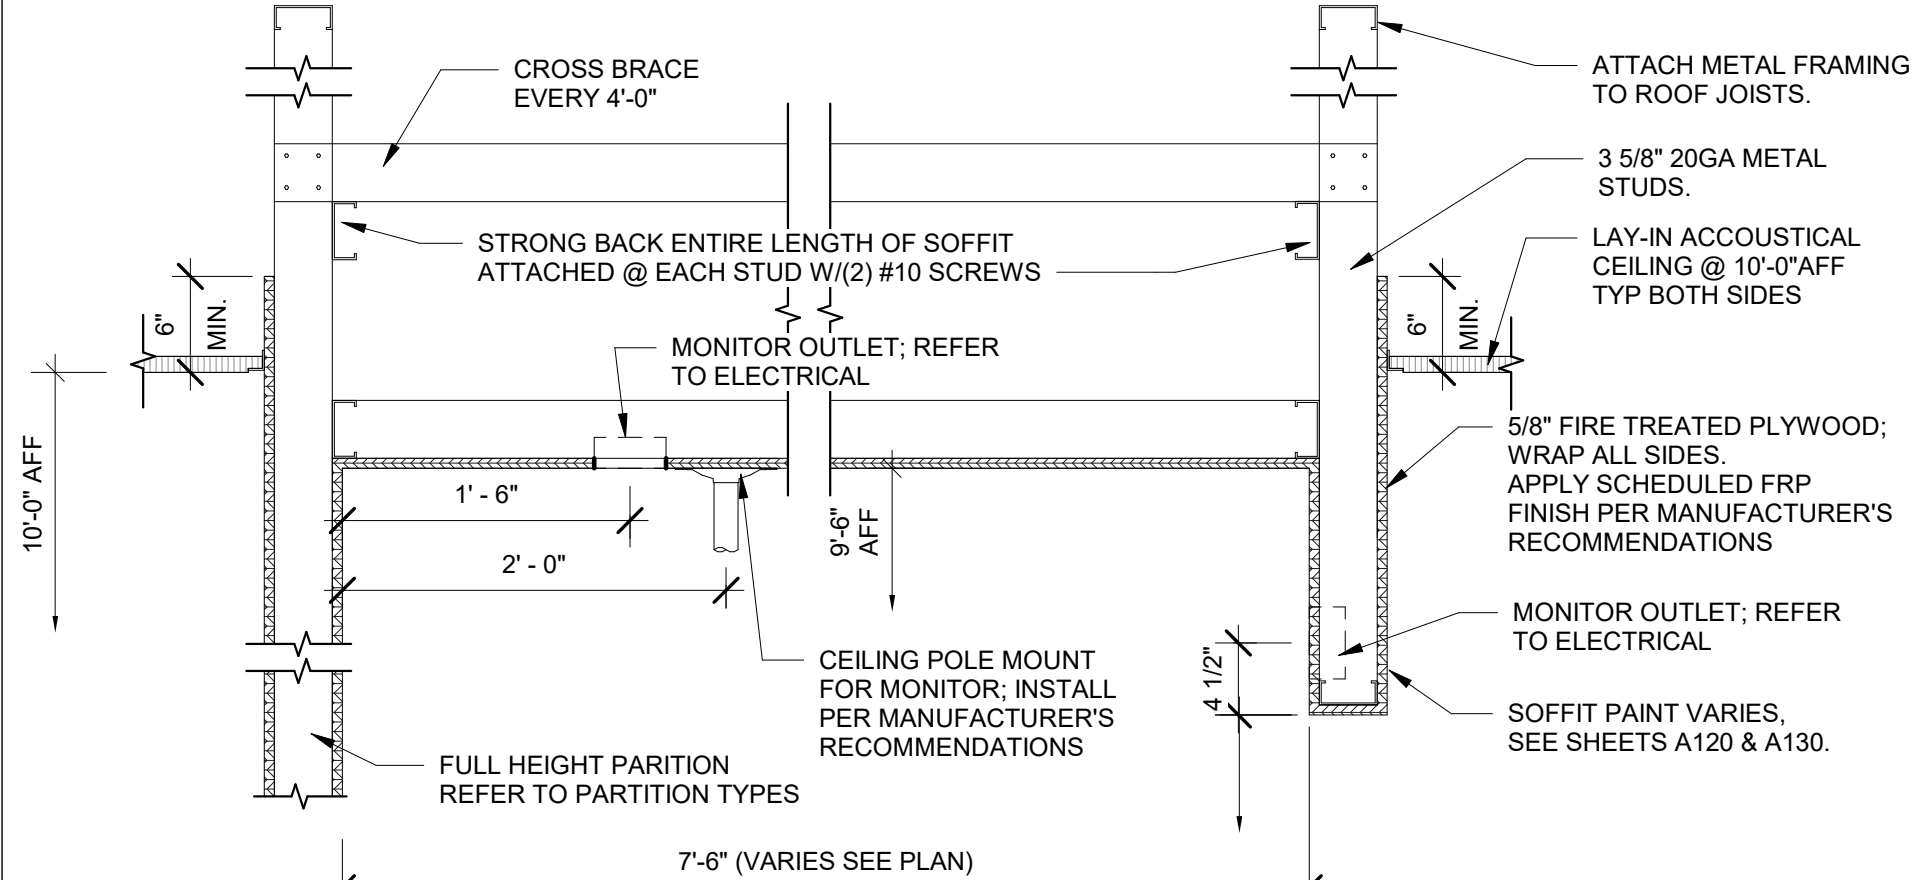 CROSS BRACE
EVERY 4'-0"
ATTACH METAL FRAMING
TO ROOF JOISTS.
3 5/8" 20GA METAL
STUDS.
STRONG BACK ENTIRE LENGTH OF SOFFIT
ATTACHED @ EACH STUD W/(2) #10 SCREWS
LAY-IN ACCOUSTICAL
CEILING @ 10'-0"AFF
TYP BOTH SIDES
6"
MIN.
6"
MIN.
MONITOR OUTLET; REFER
TO ELECTRICAL
10'-0" AFF
5/8" FIRE TREATED PLYWOOD;
WRAP ALL SIDES.
APPLY SCHEDULED FRP
FINISH PER MANUFACTURER'S
RECOMMENDATIONS
1' - 6"
9'-6"
AFF
2' - 0"
MONITOR OUTLET; REFER
TO ELECTRICAL
CEILING POLE MOUNT
FOR MONITOR; INSTALL
PER MANUFACTURER'S
RECOMMENDATIONS
4 1/2"
SOFFIT PAINT VARIES,
SEE SHEETS A120 & A130.
FULL HEIGHT PARITION
REFER TO PARTITION TYPES
7'-6" (VARIES SEE PLAN)